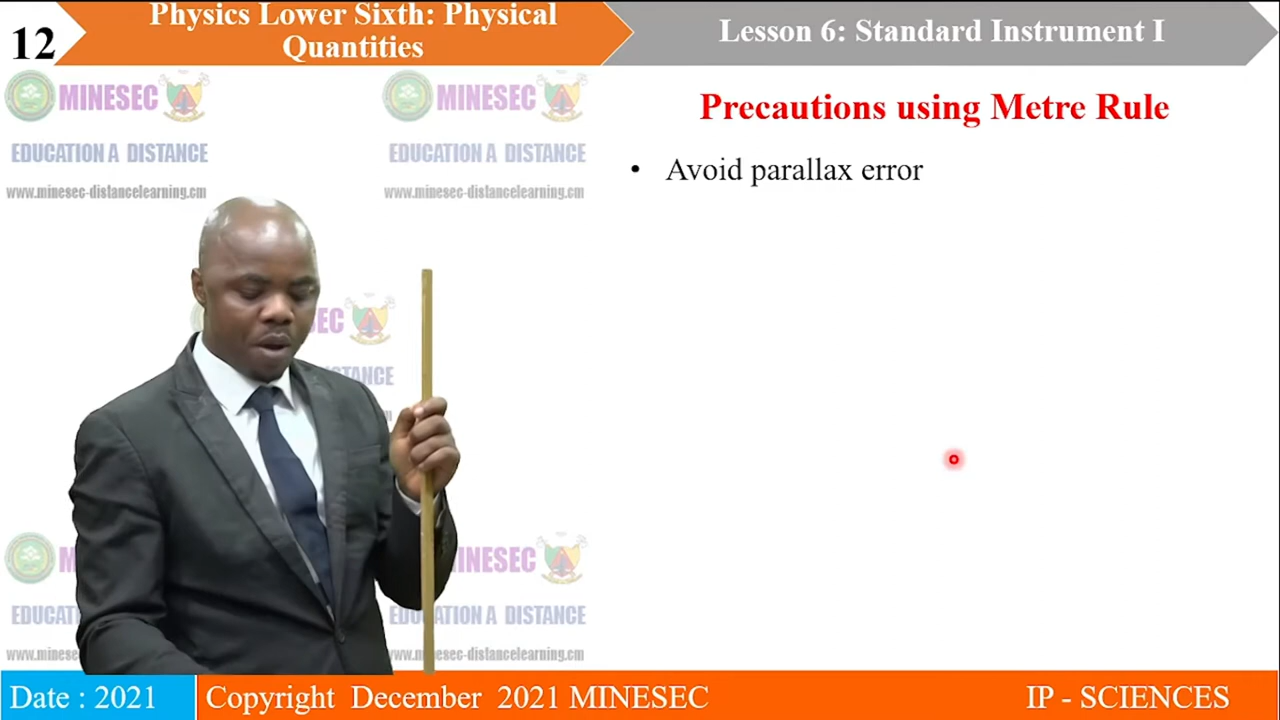 12
Physics Lower Sixth: Physical
Quantities
Lesson 6: Standard Instrument I
MINESEC
MINESEC
EDUCATION A DISTANCE
EDUCATION A DISTANCE
www.minesec-distancelearning.cm
www.minesec-distancelearning.cm
Precautions using Metre Rule
• Avoid parallax error
Date : 2021
Copyright December 2021 MINESEC
IP - SCIENCES